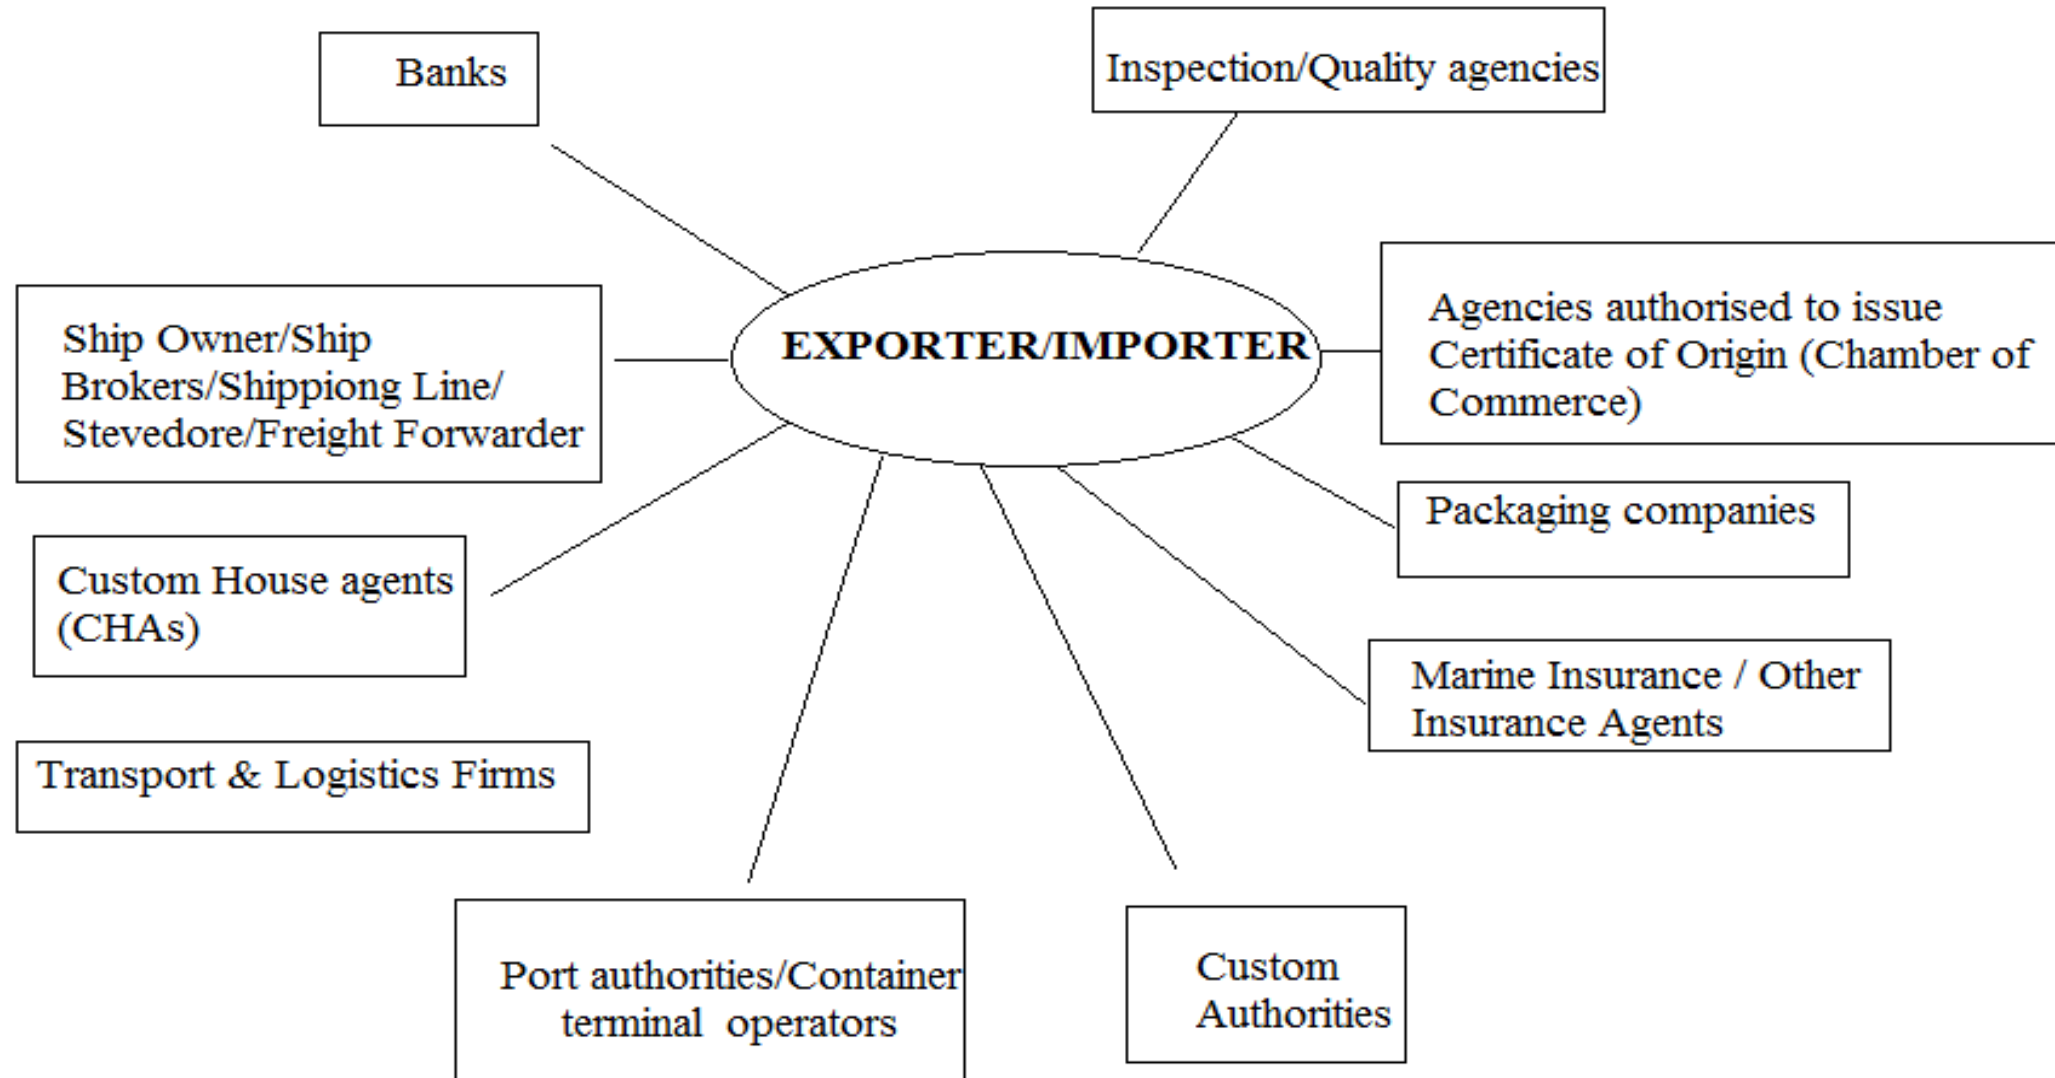 Banks
Inspection/Quality agencies
EXPORTER/IMPORTER
Agencies authorised to issue
Certificate of Origin (Chamber of
Commerce)
Ship Owner/Ship
Brokers/Shippiong Line/
Stevedore/Freight Forwarder
Packaging companies
Custom House agents
(CHAs)
Marine Insurance / Other
Insurance Agents
Transport & Logistics Firms
Port authorities/Container
terminal operators
Custom
Authorities